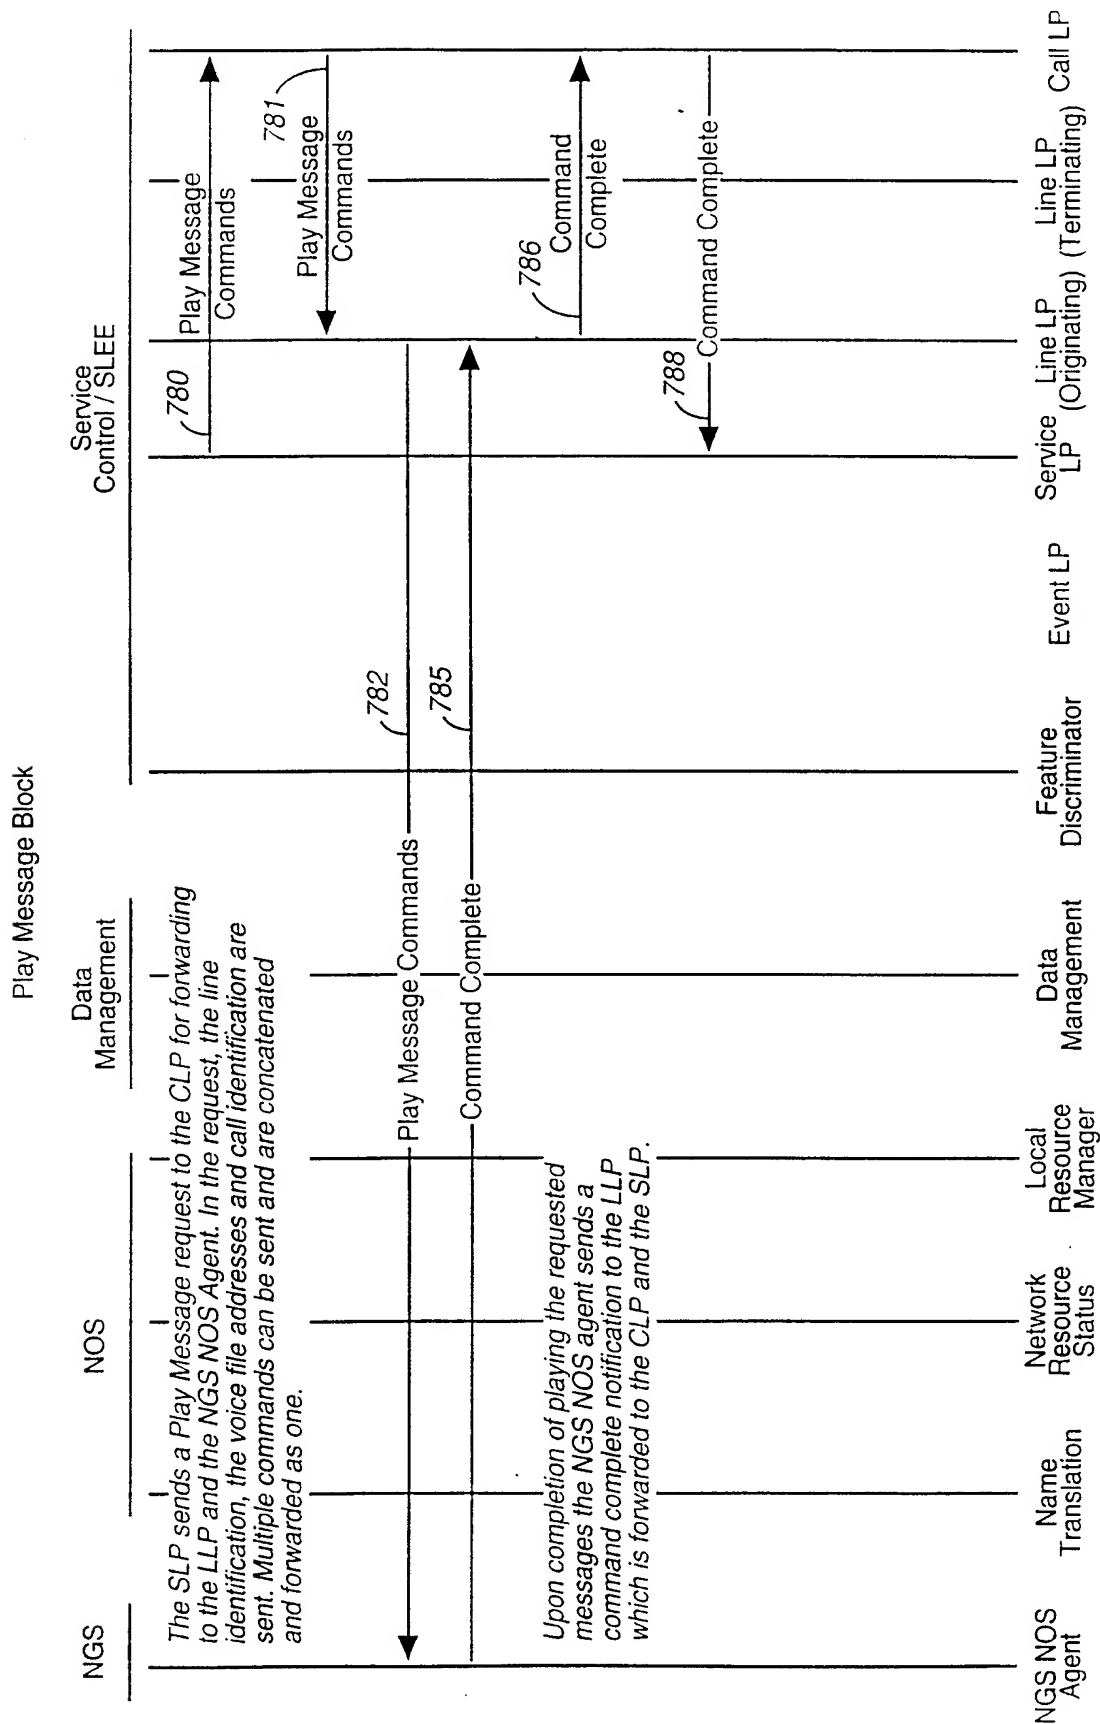 Play Message Block
NGS
NOS
Data
Management
Service
Control / SLEE
The SLP sends a Play Message request to the CLP for forwarding
to the LLP and the NGS NOS Agent. In the request, the line
identification, the voice file addresses and call identification are
sent. Multiple commands can be sent and are concatenated
and forwarded as one.
780
Play Message
Commands
781
Play Message
Commands
782
Play Message Commands
785
Command Complete
Upon completion of playing the requested
messages the NGS NOS agent sends a
command complete notification to the LLP
which is forwarded to the CLP and the SLP.
786
Command
Complete
788
Command Complete
NGS NOS
Agent
Name
Translation
Network
Resource
Status
Local
Resource
Manager
Data
Management
Feature
Discriminator
Event LP
Service
LP
Line LP
(Originating)
Line LP
(Terminating)
Call LP